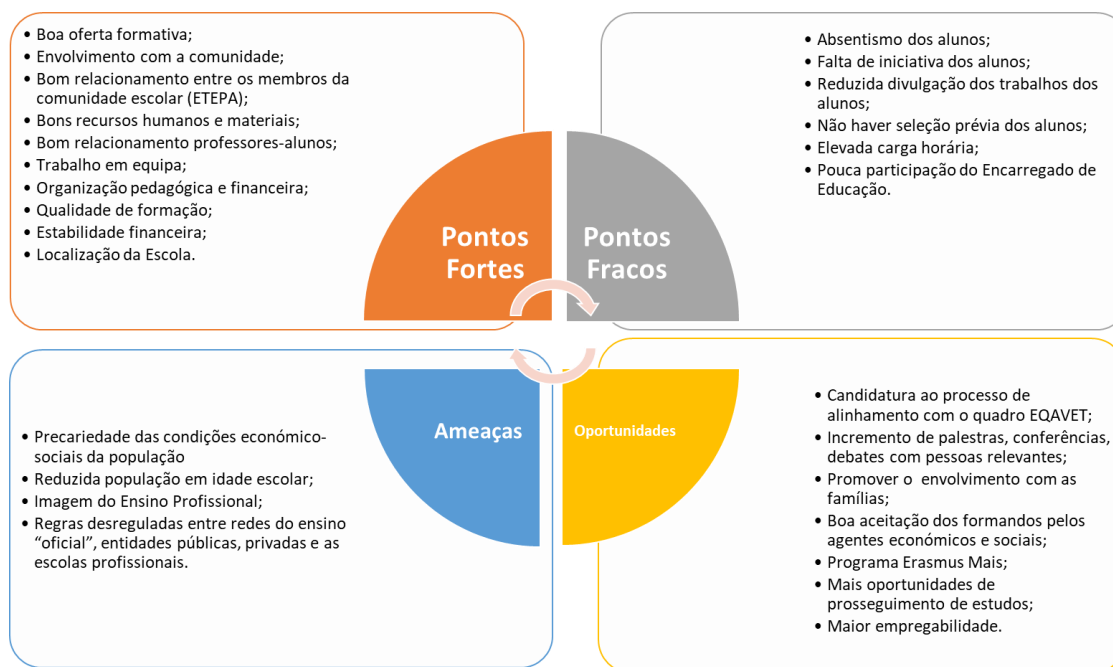 • Boa oferta formativa;
• Envolvimento com a comunidade;
• Bom relacionamento entre os membros da
comunidade escolar (ETEPA);
• Bons recursos humanos e materiais;
• Bom relacionamento professores-alunos;
• Trabalho em equipa;
• Organização pedagógica e financeira;
• Qualidade de formação;
• Estabilidade financeira;
• Localização da Escola.
Pontos
Fortes
• Absentismo dos alunos;
• Falta de iniciativa dos alunos;
• Reduzida divulgação dos trabalhos dos
alunos;
• Não haver seleção prévia dos alunos;
• Elevada carga horária;
• Pouca participação do Encarregado de
Educação.
Pontos
Fracos
• Precariedade das condições económico-
sociais da população
• Reduzida população em idade escolar;
• Imagem do Ensino Profissional;
• Regras desreguladas entre redes do ensino
“oficial”, entidades públicas, privadas e as
escolas profissionais.
Ameaças
Oportunidades
• Candidatura ao processo de
alinhamento com o quadro EQAVET;
• Incremento de palestras, conferências,
debates com pessoas relevantes;
• Promover o envolvimento com as
famílias;
• Boa aceitação dos formandos pelos
agentes económicos e sociais;
• Programa Erasmus Mais;
• Mais oportunidades de
prosseguimento de estudos;
• Maior empregabilidade.